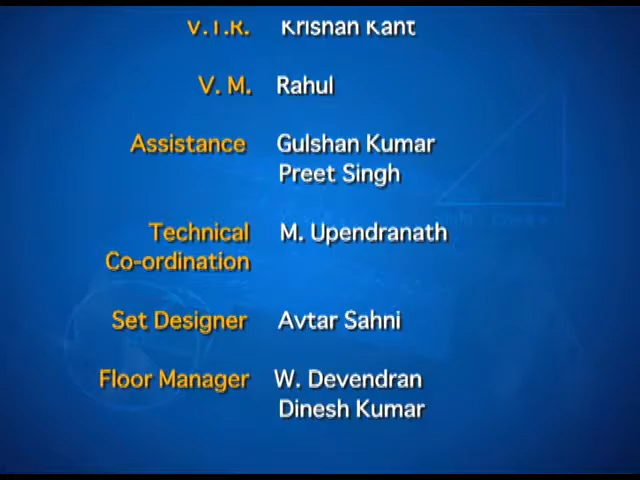 V.T.R. Krishan Kant
V. M. Rahul
Assistance Gulshan Kumar
Preet Singh
Technical M. Upendranath
Co-ordination
Set Designer Avtar Sahni
Floor Manager W. Devendran
Dinesh Kumar